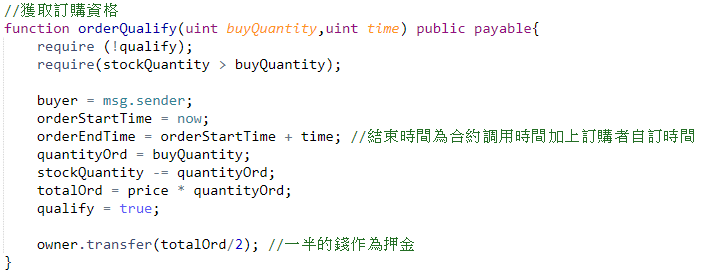 //獲取訂購資格
function orderQualify(uint buyQuantity,uint time) public payable{
    require (!qualify);
    require(stockQuantity > buyQuantity);

    buyer = msg.sender;
    orderStartTime = now;
    orderEndTime = orderStartTime + time; //結束時間為合約調用時間加上訂購者自訂時間
    quantityOrd = buyQuantity;
    stockQuantity -= quantityOrd;
    totalOrd = price * quantityOrd;
    qualify = true;

    owner.transfer(totalOrd/2); //一半的錢作為押金
}